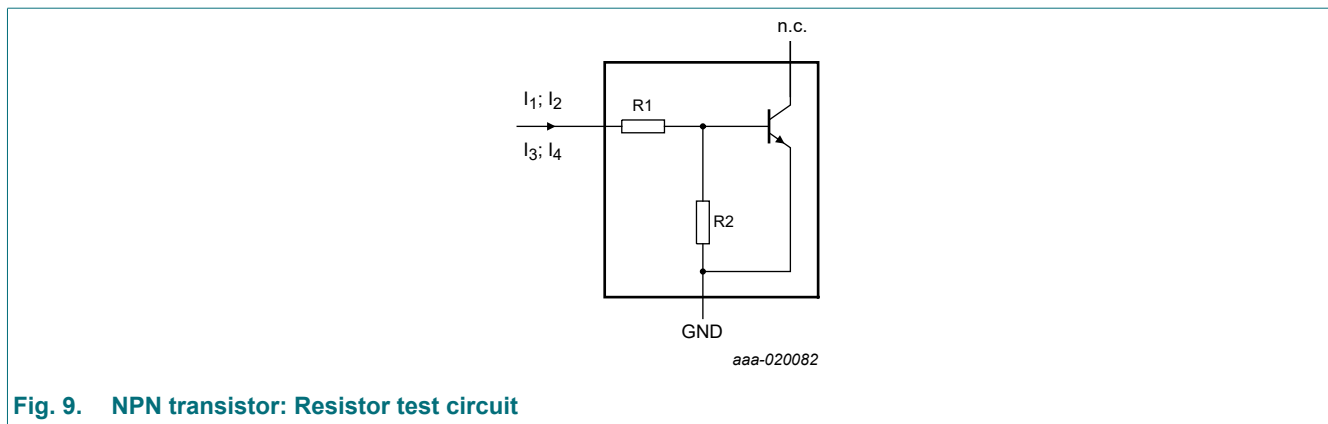 n.c.
I1; I2
R1
I3; I4
R2
GND
aaa-020082
Fig. 9. NPN transistor: Resistor test circuit